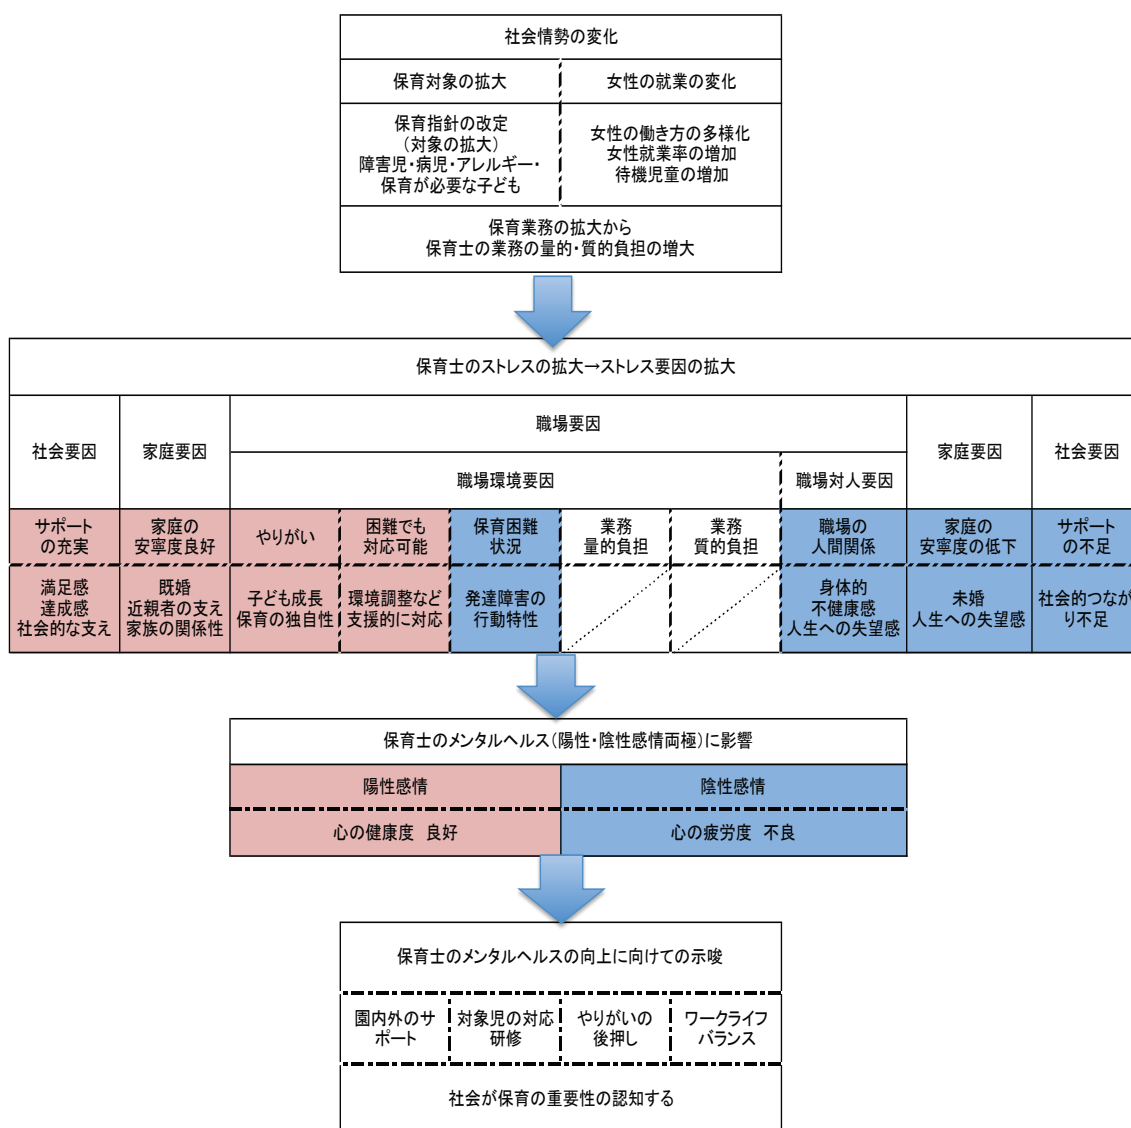 社会情勢の変化
保育対象の拡大
女性の就業の変化
保育指針の改定
(対象の拡大)
障害児・病児・アレルギー・
保育が必要な子ども
女性の働き方の多様化
女性就業率の増加
待機児童の増加
保育業務の拡大から
保育士の業務の量的・質的負担の増大
保育士のストレスの拡大→ストレス要因の拡大
社会要因
家庭要因
職場要因
家庭要因
社会要因
職場環境要因
職場対人要因
サポート
の充実
家庭の
安寧度良好
やりがい
困難でも
対応可能
保育困難
状況
業務
量的負担
業務
質的負担
職場の
人間関係
家庭の
安寧度の低下
サポート
の不足
満足感
達成感
社会的な支え
既婚
近親者の支え
家族の関係性
子ども成長
保育の独自性
環境調整など
支援的に対応
発達障害の
行動特性
身体的
不健康感
人生への失望感
未婚
人生への失望感
社会的つなが
り不足
保育士のメンタルヘルス(陽性・陰性感情両極)に影響
陽性感情
陰性感情
心の健康度 良好
心の疲労度 不良
保育士のメンタルヘルスの向上に向けての示唆
園内外のサ
ポート
対象児の対応
研修
やりがいの
後押し
ワークライフ
バランス
社会が保育の重要性の認知する